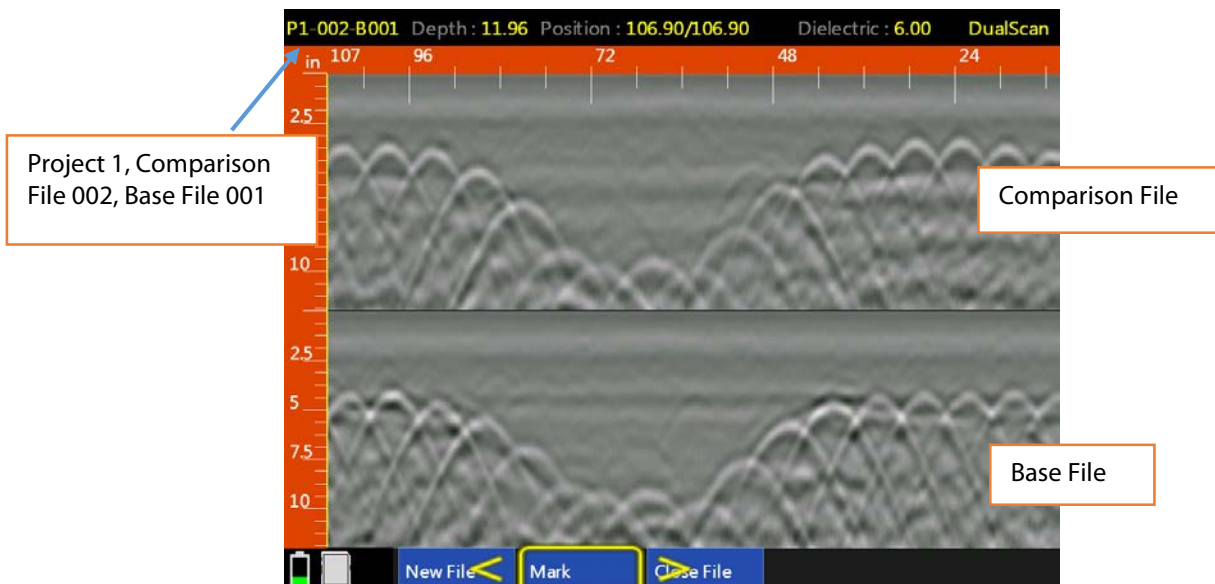 P1-002-B001 Depth : 11.96 Position : 106.90/106.90 Dielectric : 6.00 DualScan
in 107 96 72 48 24
2.5
Project 1, Comparison
File 002, Base File 001
Comparison File
10
2.5
5
7.5
Base File
10
New File < Mark > Close File